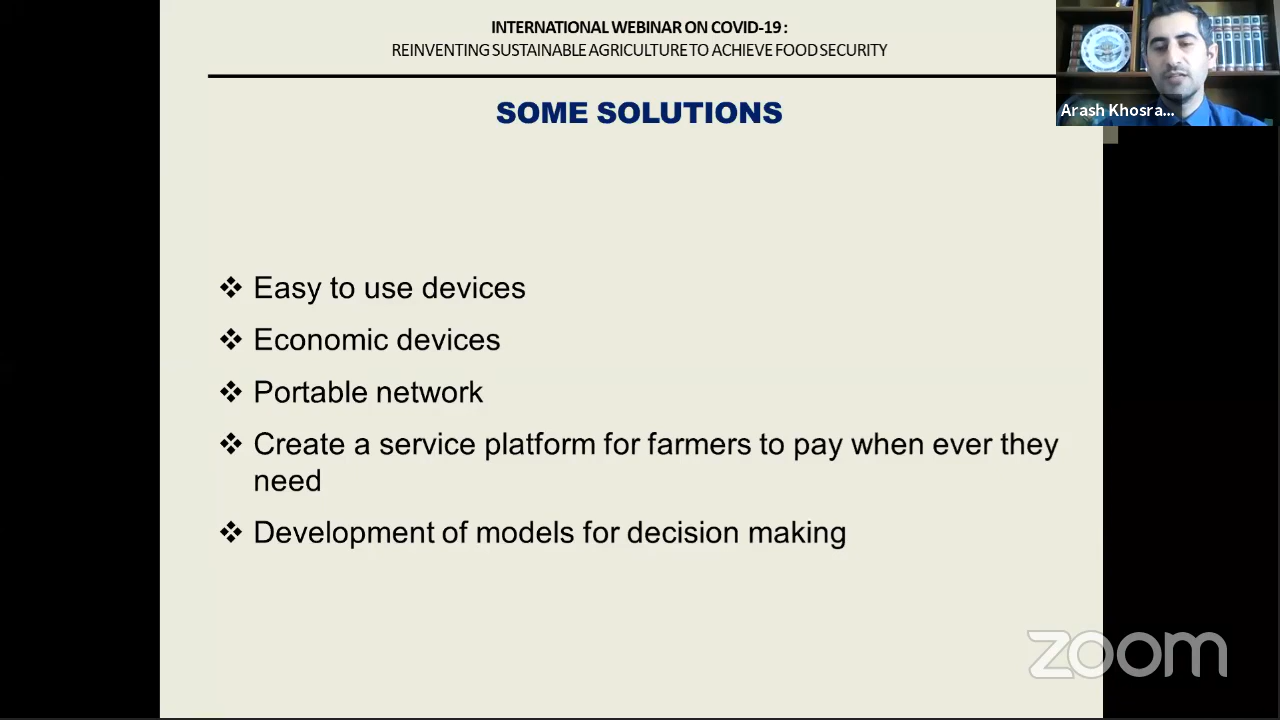 INTERNATIONAL WEBINAR ON COVID-19:
REINVENTING SUSTAINABLE AGRICULTURE TO ACHIEVE FOOD SECURITY
Arash Khosra...
SOME SOLUTIONS
❖ Easy to use devices
❖ Economic devices
❖ Portable network
❖ Create a service platform for farmers to pay when ever they
need
❖ Development of models for decision making
zoom